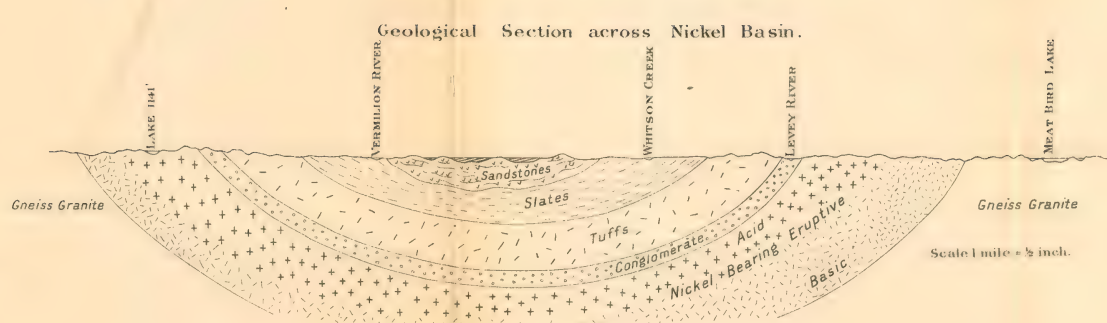 Geological Section across Nickel Basin.
LAKE 1141'
VERMILION RIVER
WHITSON CREEK
LEVEY RIVER
MEAT BIRD LAKE
Sandstones
Slates
Gneiss Granite
Gneiss Granite
Tuffs
Conglomerate
Acid
Nickel Bearing Eruptive
Basic
Scale 1 mile = ½ inch.